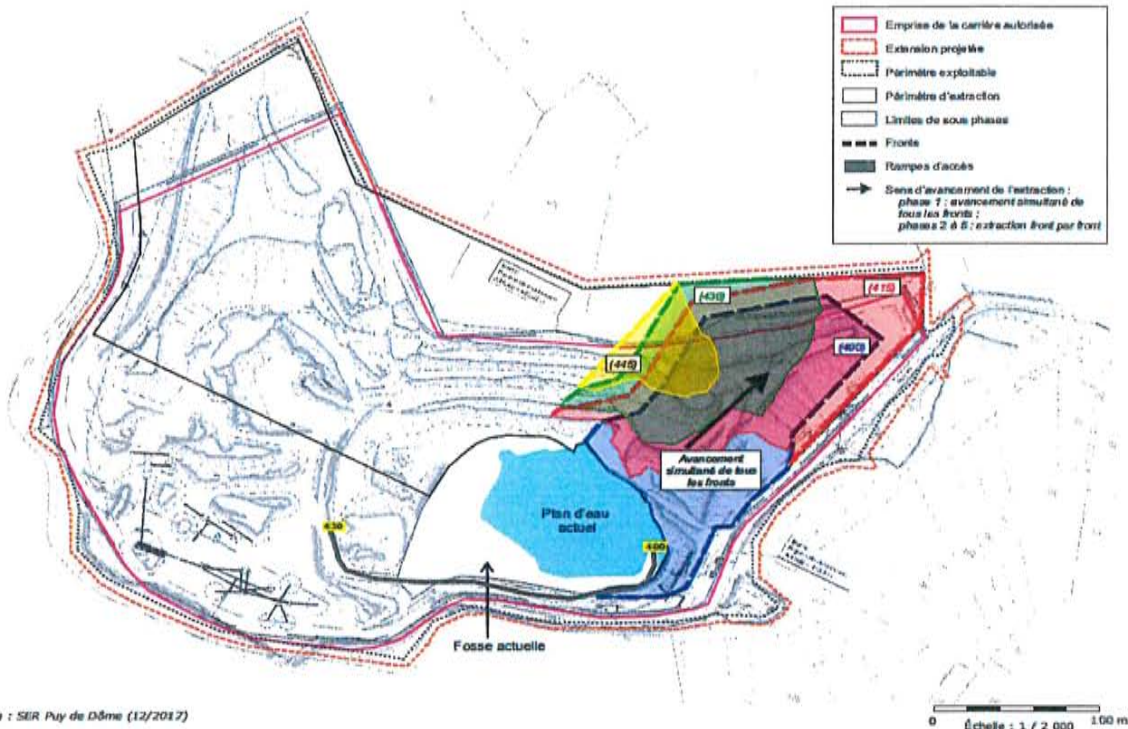 Emprise de la carrière autorisée
Extension projetée
Périmètre exploitable
Périmètre d'extraction
Limites de sous phases
Fronts
Rampes d'accès
Sens d'avancement de l'extraction :
phase 1 : avancement simultané de
tous les fronts ;
phases 2 à 6 : extraction front par front
(415)
(430)
(400)
(445)
Avancement
simultané de tous
les fronts
Plan d'eau
actuel
430
400
Fosse actuelle
: SER Puy de Dôme (12/2017)
0 100 m
Échelle : 1 / 2 000